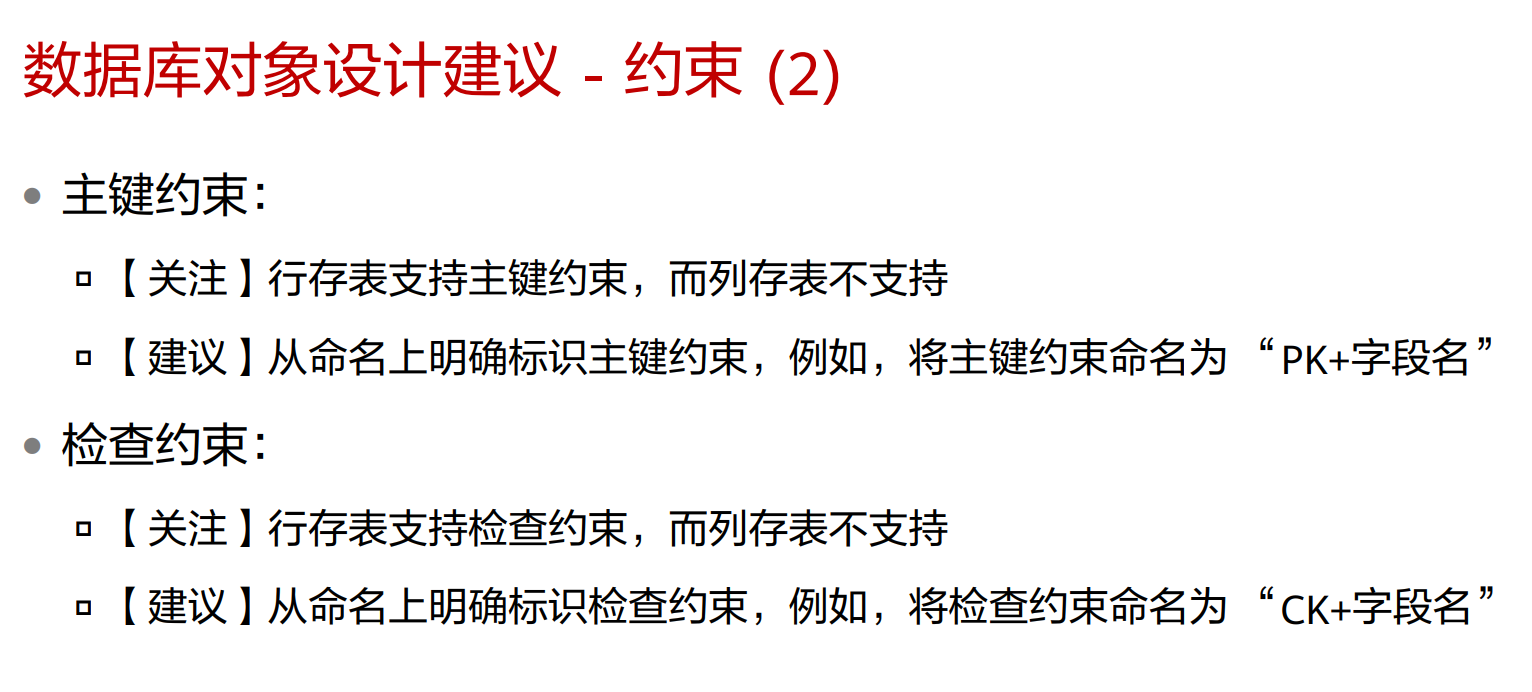 数据库对象设计建议 - 约束 (2)
• 主键约束：
▫ 【关注】行存表支持主键约束，而列存表不支持
▫ 【建议】从命名上明确标识主键约束，例如，将主键约束命名为 “PK+字段名”
• 检查约束：
▫ 【关注】行存表支持检查约束，而列存表不支持
▫ 【建议】从命名上明确标识检查约束，例如，将检查约束命名为 “CK+字段名”